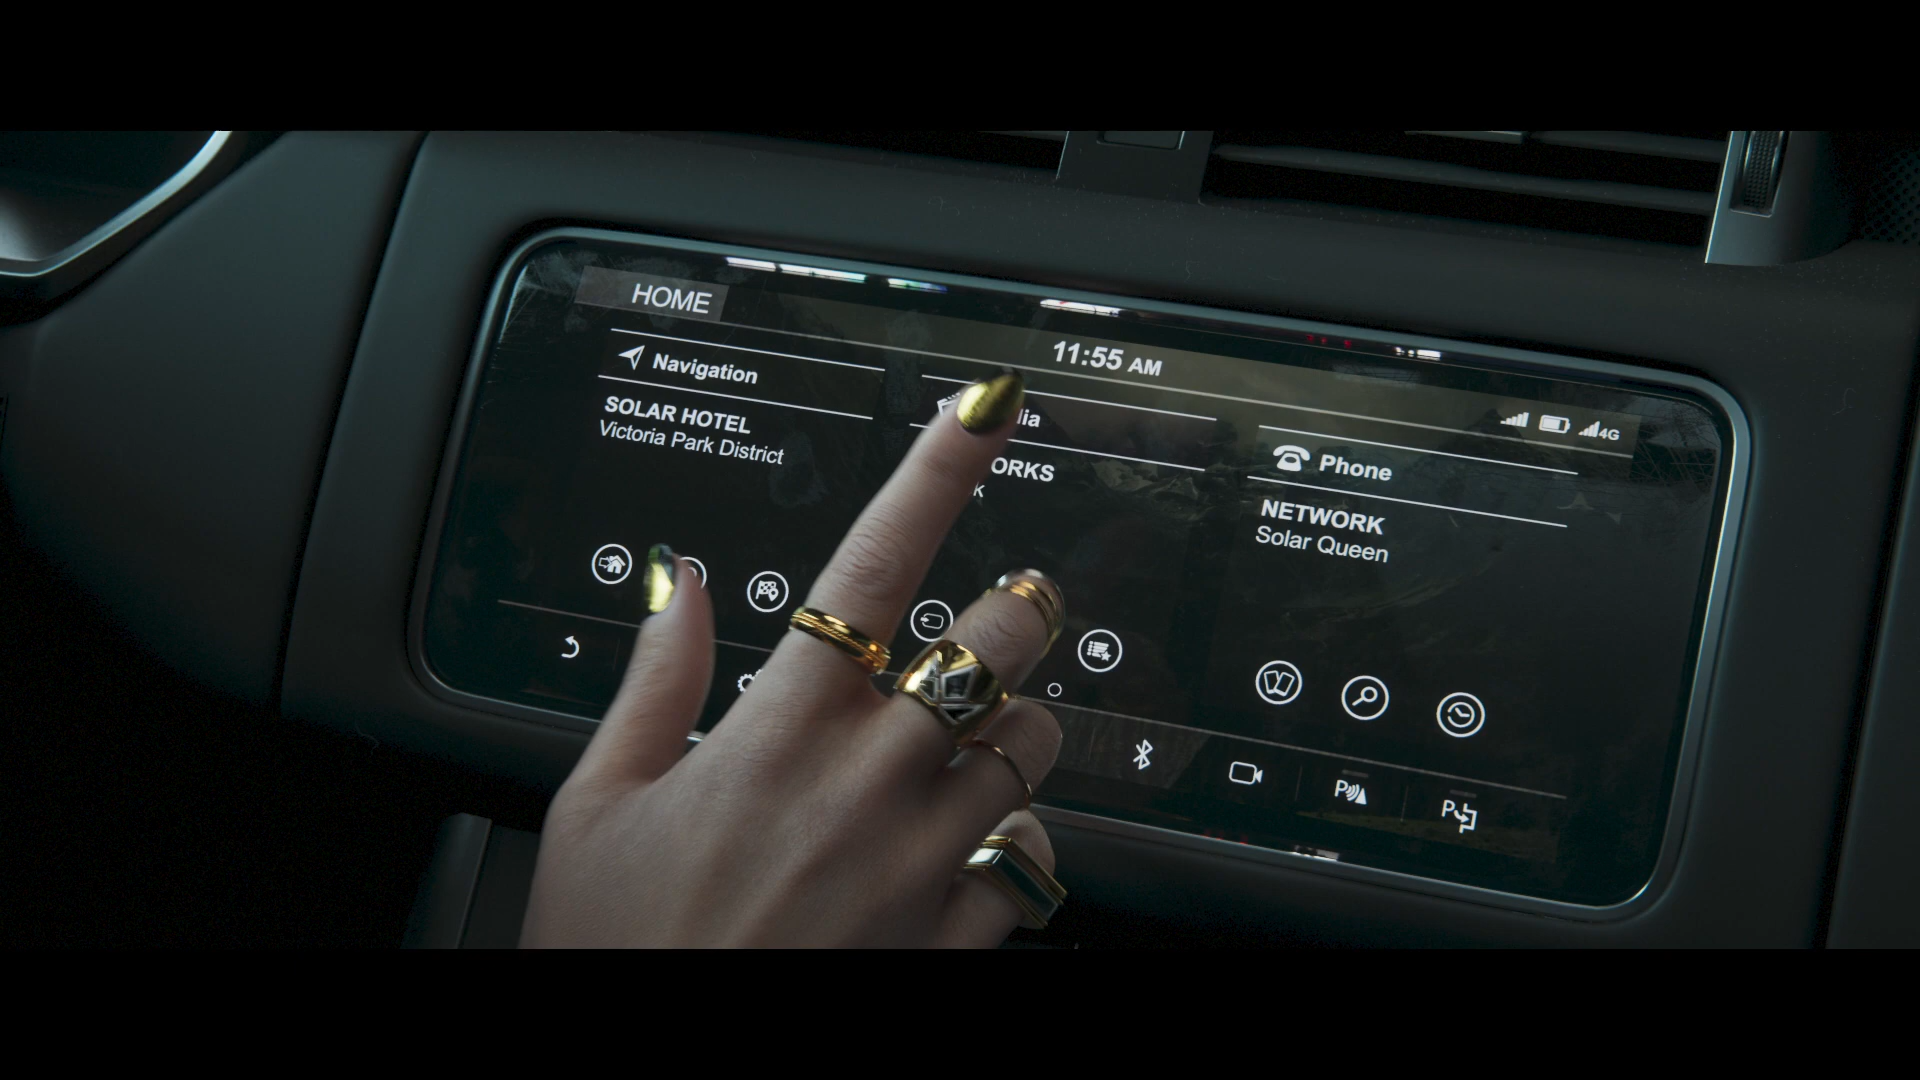 HOME
11:55 AM
Navigation
SOLAR HOTEL
Victoria Park District
Phone
NETWORK
Solar Queen
4G
P
P